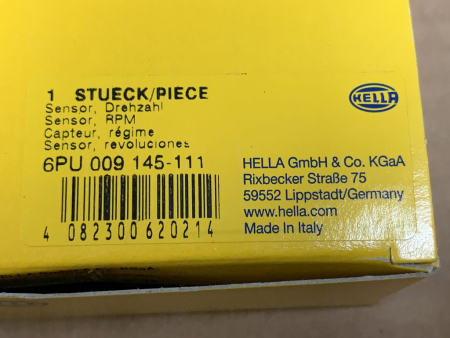 1 STUECK/PIECE
Sensor, Drehzahl
Sensor, RPM
Capteur, régime
Sensor, revoluciones
6PU 009 145-111
4 082300 620214
HELLA
HELLA GmbH & Co. KGaA
Rixbecker Straße 75
59552 Lippstadt/Germany
www.hella.com
Made In Italy